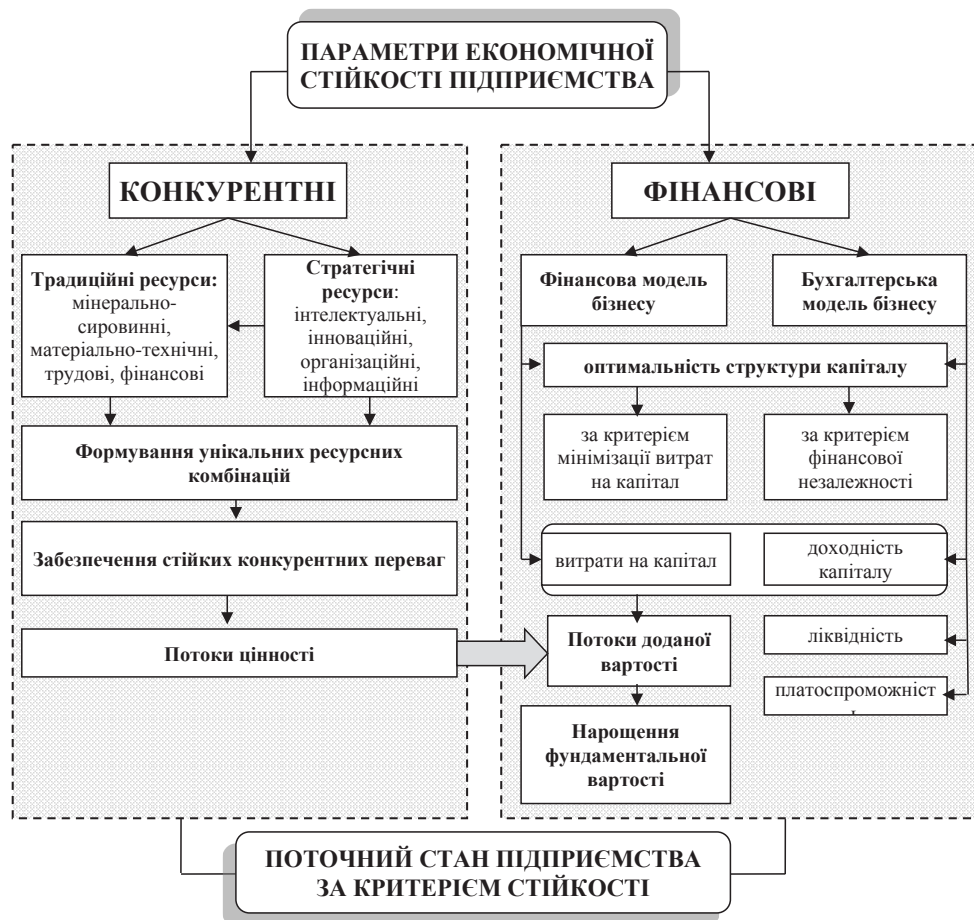 ПАРАМЕТРИ ЕКОНОМІЧНОЇ
СТІЙКОСТІ ПІДПРИЄМСТВА
КОНКУРЕНТНІ
Традиційні ресурси:
мінерально-
сировинні,
матеріально-технічні,
трудові, фінансові
Стратегічні
ресурси:
інтелектуальні,
інноваційні,
організаційні,
інформаційні
Формування унікальних ресурсних
комбінацій
Забезпечення стійких конкурентних переваг
Потоки цінності
ФІНАНСОВІ
Фінансова модель
бізнесу
Бухгалтерська
модель бізнесу
оптимальність структури капіталу
за критерієм
мінімізації витрат
на капітал
за критерієм
фінансової
незалежності
витрати на капітал
доходність
капіталу
Потоки доданої
вартості
ліквідність
платоспроможніст
Нарощення
фундаментальної
вартості
ПОТОЧНИЙ СТАН ПІДПРИЄМСТВА
ЗА КРИТЕРІЄМ СТІЙКОСТІ